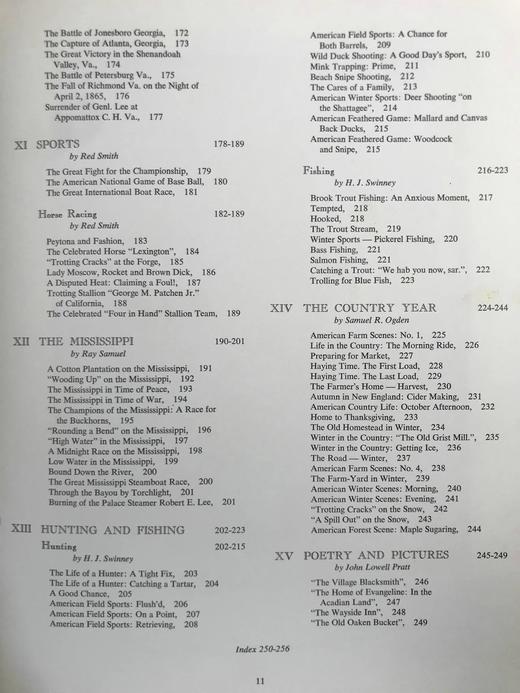 The Battle of Jonesboro Georgia, 172
The Capture of Atlanta, Georgia, 173
The Great Victory in the Shenandoah
Valley, Va., 174
The Battle of Petersburg Va., 175
The Fall of Richmond Va. on the Night of
April 2, 1865, 176
Surrender of Genl. Lee at
Appomattox C. H. Va., 177
XI SPORTS 178-189
by Red Smith
The Great Fight for the Championship, 179
The American National Game of Base Ball, 180
The Great International Boat Race, 181
Horse Racing 182-189
by Red Smith
Peytona and Fashion, 183
The Celebrated Horse "Lexington", 184
"Trotting Cracks" at the Forge, 185
Lady Moscow, Rocket and Brown Dick, 186
A Disputed Heat: Claiming a Foul!, 187
Trotting Stallion "George M. Patchen Jr."
of California, 188
The Celebrated "Four in Hand" Stallion Team, 189
XII THE MISSISSIPPI 190-201
by Ray Samuel
A Cotton Plantation on the Mississippi, 191
"Wooding Up" on the Mississippi, 192
The Mississippi in Time of Peace, 193
The Mississippi in Time of War, 194
The Champions of the Mississippi: A Race for
the Buckhorns, 195
"Rounding a Bend" on the Mississippi, 196
"High Water" in the Mississippi, 197
A Midnight Race on the Mississippi, 198
Low Water in the Mississippi, 199
Bound Down the River, 200
The Great Mississippi Steamboat Race, 200
Through the Bayou by Torchlight, 201
Burning of the Palace Steamer Robert E. Lee, 201
XIII HUNTING AND FISHING 202-223
Hunting 202-215
by H. J. Swinney
The Life of a Hunter: A Tight Fix, 203
The Life of a Hunter: Catching a Tartar, 204
A Good Chance, 205
American Field Sports: Flush'd, 206
American Field Sports: On a Point, 207
American Field Sports: Retrieving, 208
American Field Sports: A Chance for
Both Barrels, 209
Wild Duck Shooting: A Good Day's Sport, 210
Mink Trapping: Prime, 211
Beach Snipe Shooting, 212
The Cares of a Family, 213
American Winter Sports: Deer Shooting "on
the Shattagee", 214
American Feathered Game: Mallard and Canvas
Back Ducks, 215
American Feathered Game: Woodcock
and Snipe, 215
Fishing 216-223
by H. J. Swinney
Brook Trout Fishing: An Anxious Moment, 217
Tempted, 218
Hooked, 218
The Trout Stream, 219
Winter Sports — Pickerel Fishing, 220
Bass Fishing, 221
Salmon Fishing, 221
Catching a Trout: "We hab you now, sar.", 222
Trolling for Blue Fish, 223
XIV THE COUNTRY YEAR 224-244
by Samuel R. Ogden
American Farm Scenes: No. 1, 225
Life in the Country: The Morning Ride, 226
Preparing for Market, 227
Haying Time. The First Load, 228
Haying Time. The Last Load, 229
The Farmer's Home — Harvest, 230
Autumn in New England: Cider Making, 231
American Country Life: October Afternoon, 232
Home to Thanksgiving, 233
The Old Homestead in Winter, 234
Winter in the Country: "The Old Grist Mill.", 235
Winter in the Country: Getting Ice, 236
The Road — Winter, 237
American Farm Scenes: No. 4, 238
The Farm-Yard in Winter, 239
American Winter Scenes: Morning, 240
American Winter Scenes: Evening, 241
"Trotting Cracks" on the Snow, 242
"A Spill Out" on the Snow, 243
American Forest Scene: Maple Sugaring, 244
XV POETRY AND PICTURES 245-249
by John Lowell Pratt
"The Village Blacksmith", 246
"The Home of Evangeline: In the
Acadian Land", 247
"The Wayside Inn", 248
"The Old Oaken Bucket", 249
Index 250-256
11